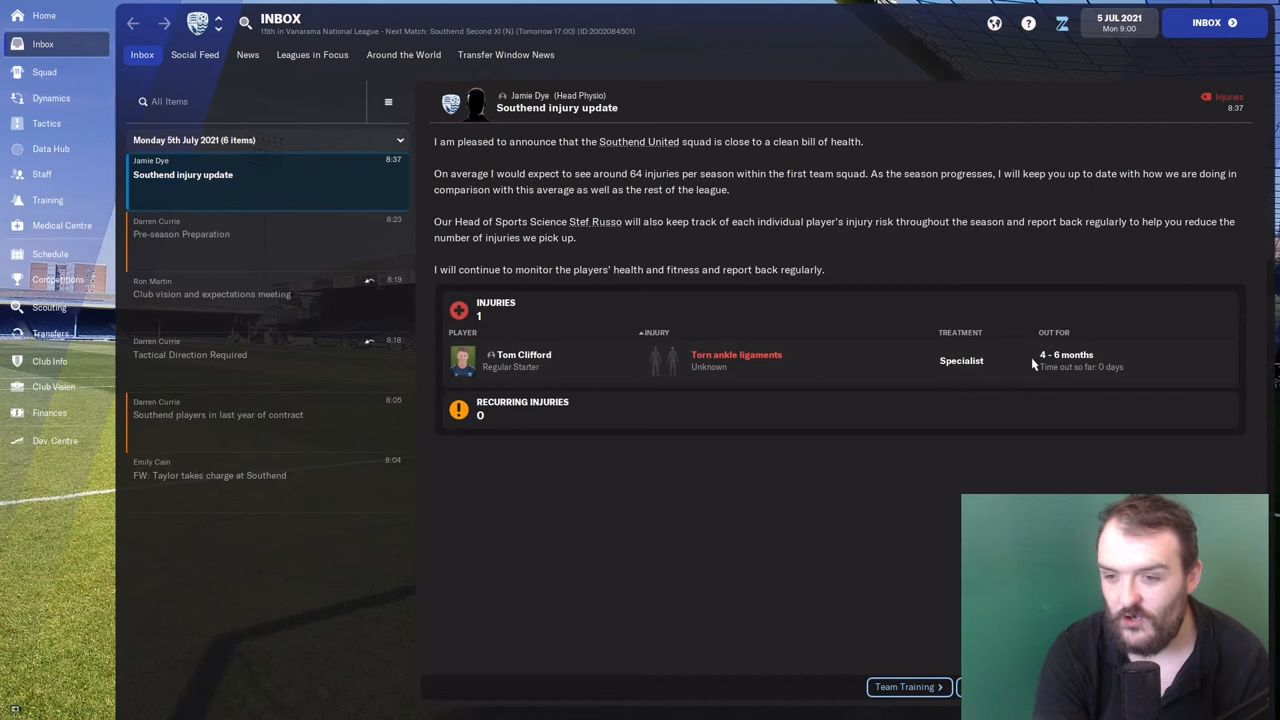 Home
Inbox
Squad
Dynamics
Tactics
Data Hub
Staff
Training
Medical Centre
Schedule
Competitions
Scouting
Transfers
Club Info
Club Vision
Finances
Dev. Centre
INBOX
15th in Vanarama National League - Next Match: Southend Second XI (N) (Tomorrow 17:00) (ID:2002084501)
5 JUL 2021
Mon 9:00
INBOX
Inbox Social Feed News Leagues in Focus Around the World Transfer Window News
All Items
Monday 5th July 2021 (6 items)
Jamie Dye 8:37
Southend injury update
Darren Currie 8:23
Pre-season Preparation
Ron Martin 8:19
Club vision and expectations meeting
Darren Currie 8:18
Tactical Direction Required
Darren Currie 8:05
Southend players in last year of contract
Emily Cain 8:04
FW: Taylor takes charge at Southend
Jamie Dye (Head Physio)
Southend injury update
Injuries
8:37
I am pleased to announce that the Southend United squad is close to a clean bill of health.
On average I would expect to see around 64 injuries per season within the first team squad. As the season progresses, I will keep you up to date with how we are doing in
comparison with this average as well as the rest of the league.
Our Head of Sports Science Stef Russo will also keep track of each individual player's injury risk throughout the season and report back regularly to help you reduce the
number of injuries we pick up.
I will continue to monitor the players' health and fitness and report back regularly.
INJURIES
1
PLAYER INJURY TREATMENT OUT FOR
Tom Clifford Torn ankle ligaments Specialist 4 - 6 months
Regular Starter Unknown Time out so far: 0 days
RECURRING INJURIES
0
Team Training